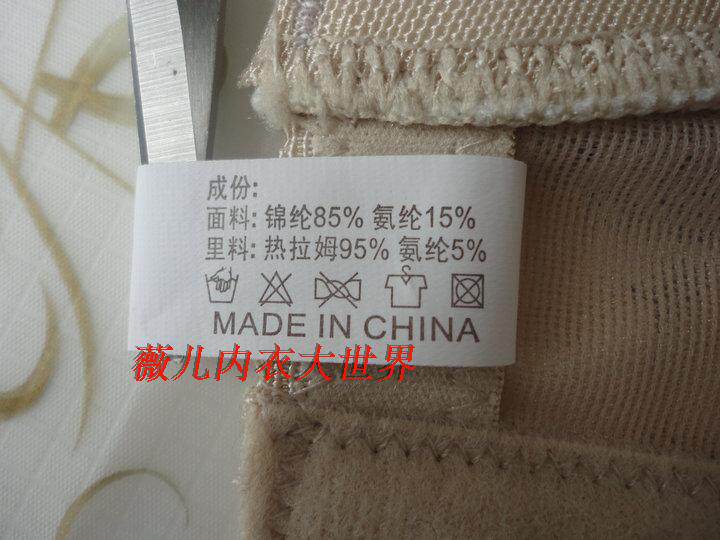 成份:
面料: 锦纶85% 氨纶15%
里料: 热拉姆95% 氨纶5%
MADE IN CHINA
薇儿内衣大世界